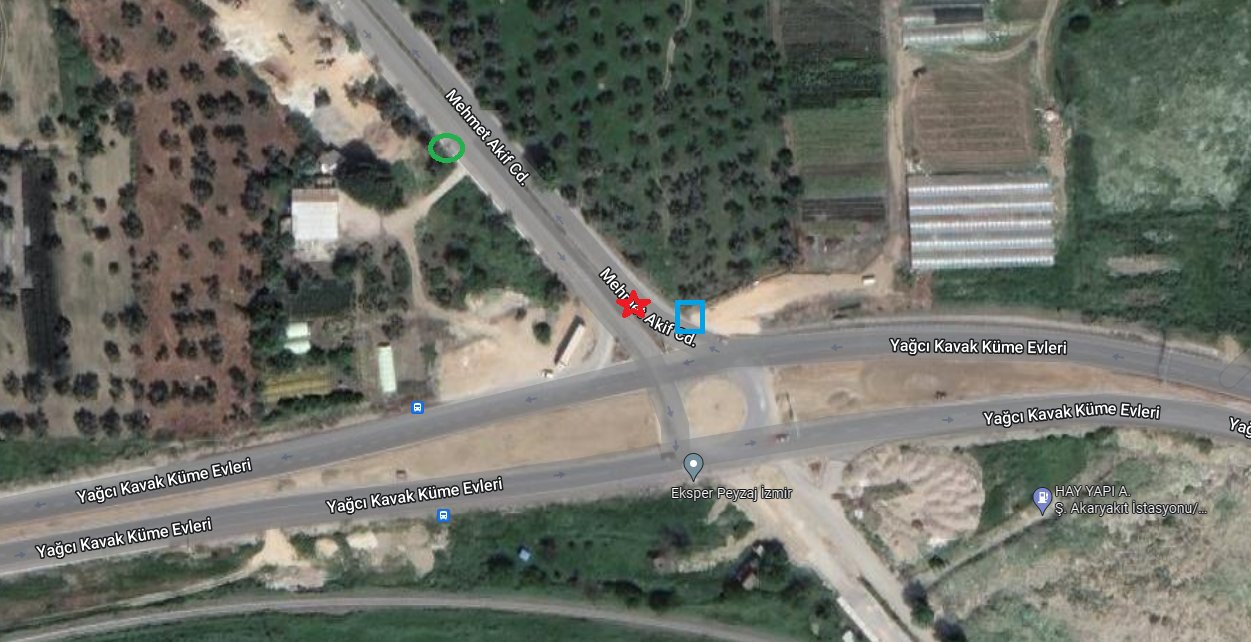 Mehmet Akif Cd.
Mehmet Akif Cd.
Yağcı Kavak Küme Evleri
Yağcı Kavak Küme Evleri
Yağ
Yağcı Kavak Küme Evleri
Yağcı Kavak Küme Evleri
Eksper Peyzaj İzmir
HAY YAPI A.
Ş. Akaryakıt İstasyonu/...
Yağcı Kavak Küme Evleri